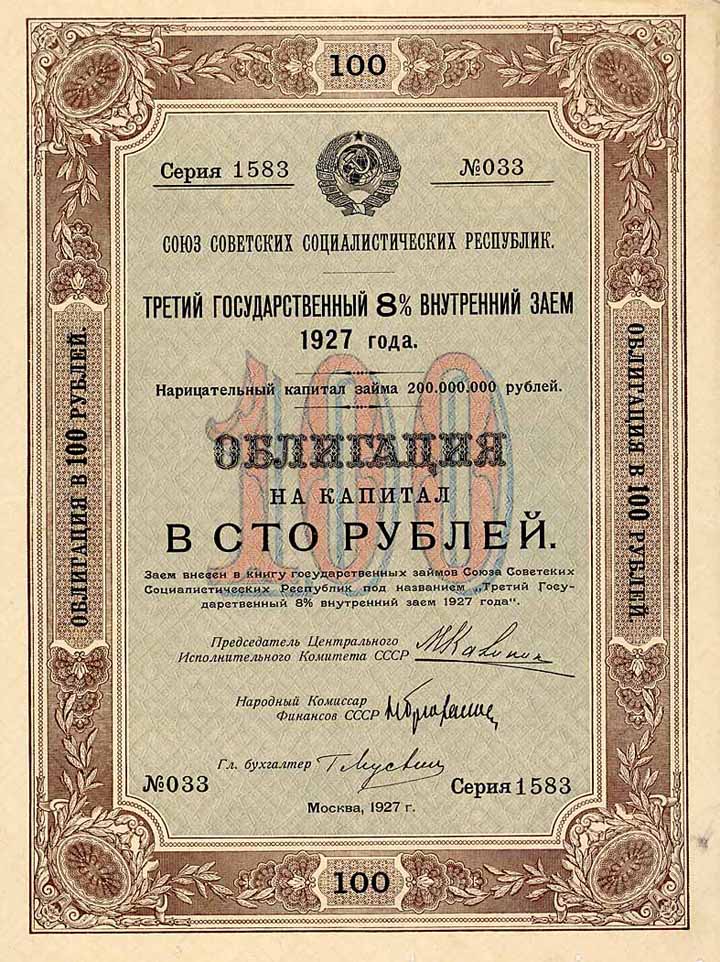 100
Серия 1583
№033
СОЮЗ СОВЕТСКИХ СОЦИАЛИСТИЧЕСКИХ РЕСПУБЛИК.
ТРЕТИЙ ГОСУДАРСТВЕННЫЙ 8% ВНУТРЕННИЙ ЗАЕМ
1927 года.
Нарицательный капитал займа 200.000.000 рублей.
100
ОБЛИГАЦИЯ
НА КАПИТАЛ
В СТО РУБЛЕЙ.
Заем внесен в книгу государственных займов Союза Советских
Социалистических Республик под названием „Третий Госу-
дарственный 8% внутренний заем 1927 года“.
Председатель Центрального
Исполнительного Комитета СССР МКалинин
Народный Комиссар
Финансов СССР
Гл. бухгалтер
№033
Серия 1583
Москва, 1927 г.
100
ОБЛИГАЦИЯ В 100 РУБЛЕЙ.
ОБЛИГАЦИЯ В 100 РУБЛЕЙ